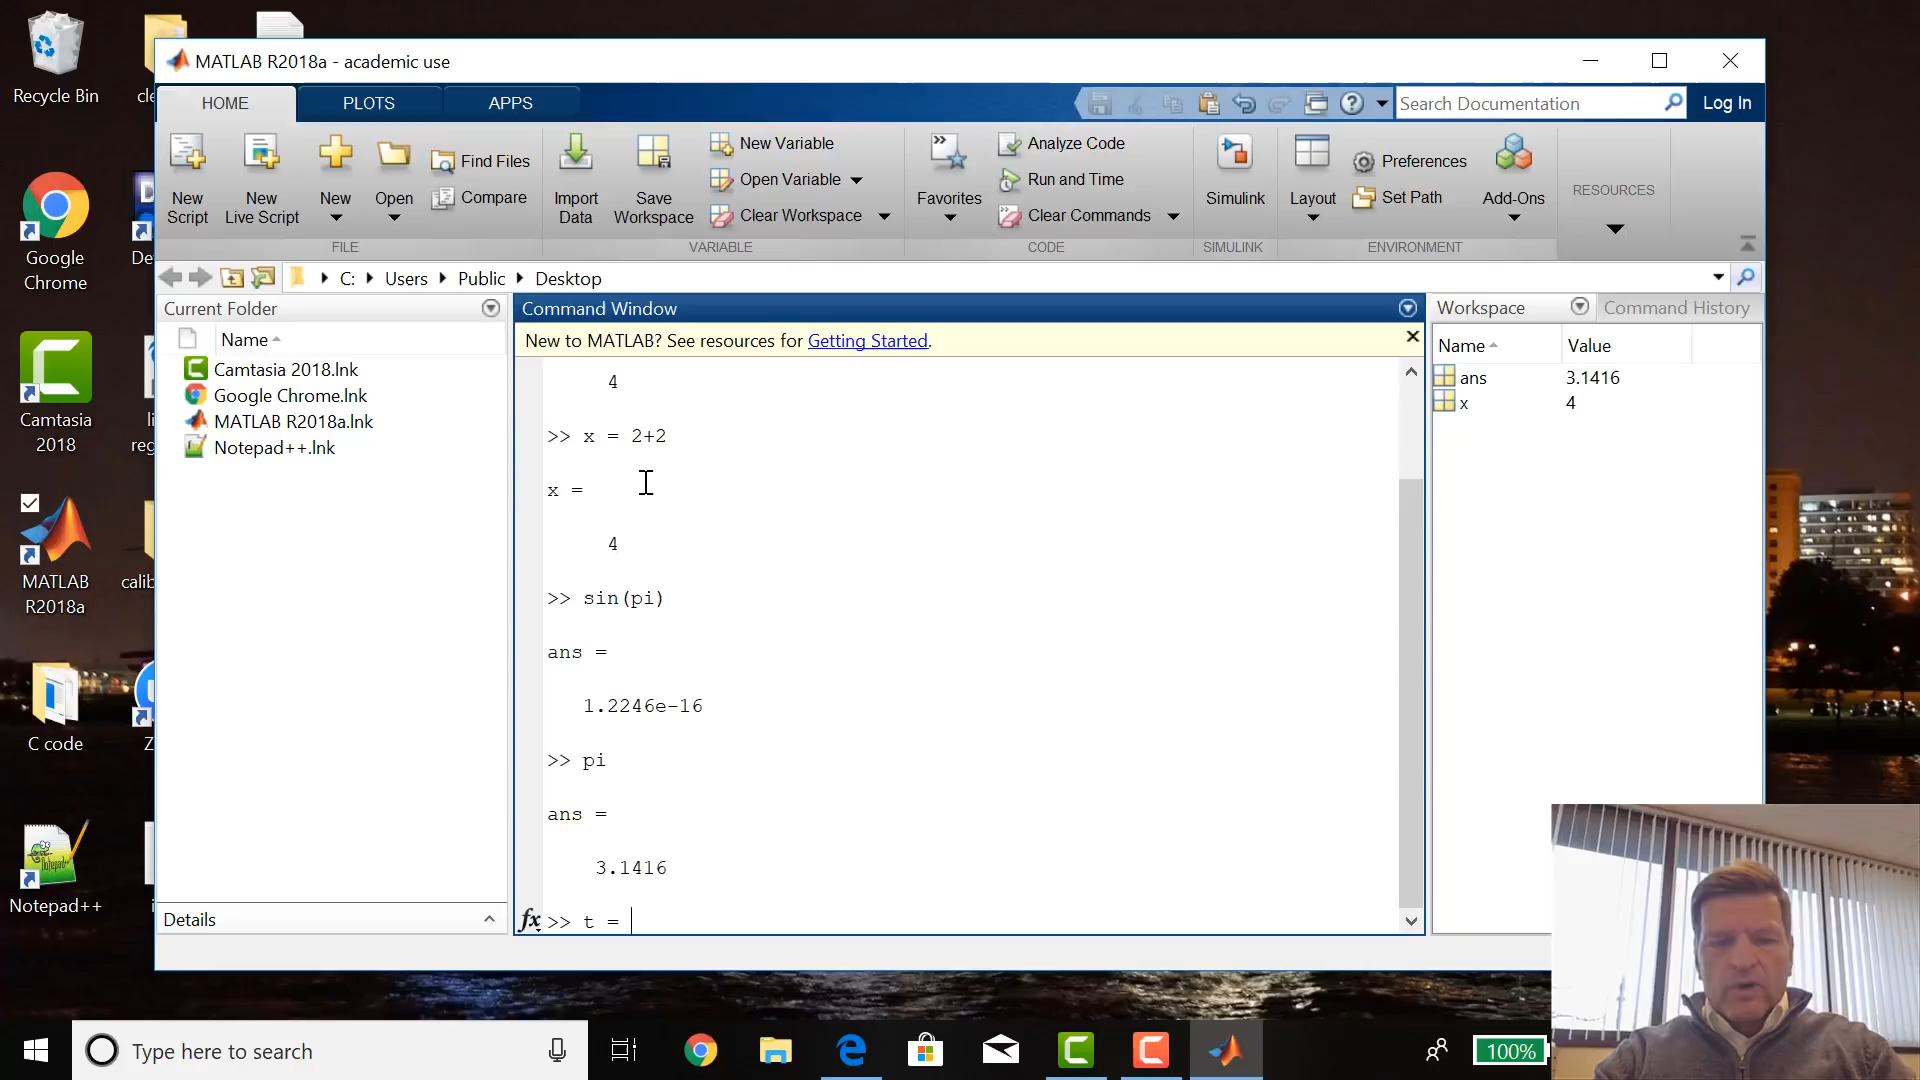 Recycle Bin
cle
MATLAB R2018a - academic use
HOME
PLOTS
APPS
Search Documentation
Log In
New Script
New Live Script
New
Open
Find Files
Compare
Import Data
Save Workspace
New Variable
Open Variable
Clear Workspace
Favorites
Analyze Code
Run and Time
Clear Commands
Simulink
Layout
Preferences
Set Path
Add-Ons
RESOURCES
FILE
VARIABLE
CODE
SIMULINK
ENVIRONMENT
C:
Users
Public
Desktop
Google Chrome
De
Camtasia 2018
li
MATLAB R2018a
calib
C code
Z
Notepad++
i
Current Folder
Name
Camtasia 2018.lnk
Google Chrome.lnk
MATLAB R2018a.lnk
Notepad++.lnk
Details
Command Window
New to MATLAB? See resources for Getting Started.
4
>> x = 2+2
x =
4
>> sin(pi)
ans =
1.2246e-16
>> pi
ans =
3.1416
fx >> t =
Workspace
Command History
Name
Value
ans
3.1416
x
4
Type here to search
100%